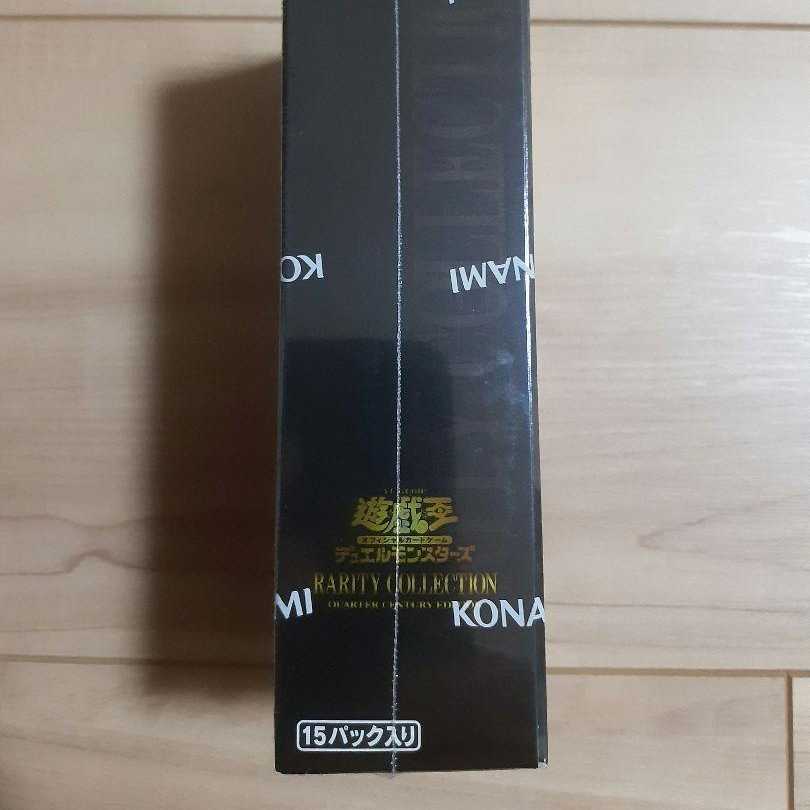 KO
NAMI
遊戯王
オフィシャルカードゲーム
デュエルモンスターズ
RARITY COLLECTION
QUARTER CENTURY EDITION
MI
KONA
15パック入り